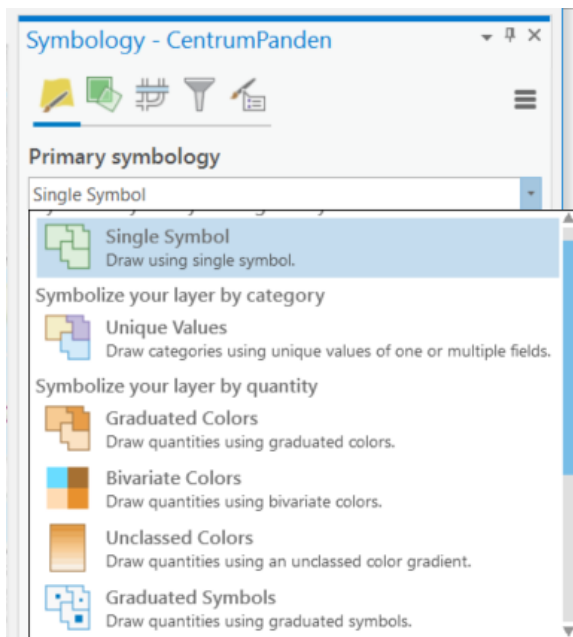 Symbology - CentrumPanden
Primary symbology
Single Symbol
Single Symbol
Draw using single symbol.
Symbolize your layer by category
Unique Values
Draw categories using unique values of one or multiple fields.
Symbolize your layer by quantity
Graduated Colors
Draw quantities using graduated colors.
Bivariate Colors
Draw quantities using bivariate colors.
Unclassed Colors
Draw quantities using an unclassed color gradient.
Graduated Symbols
Draw quantities using graduated symbols.